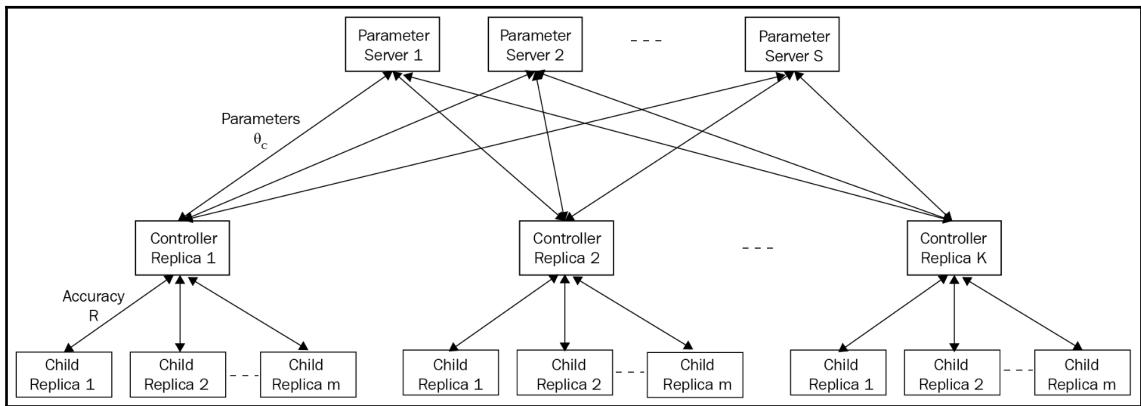 Parameter
Server 1
Parameter
Server 2
Parameter
Server S
Parameters
θc
Controller
Replica 1
Controller
Replica 2
Controller
Replica K
Accuracy
R
Child
Replica 1
Child
Replica 2
Child
Replica m
Child
Replica 1
Child
Replica 2
Child
Replica m
Child
Replica 1
Child
Replica 2
Child
Replica m